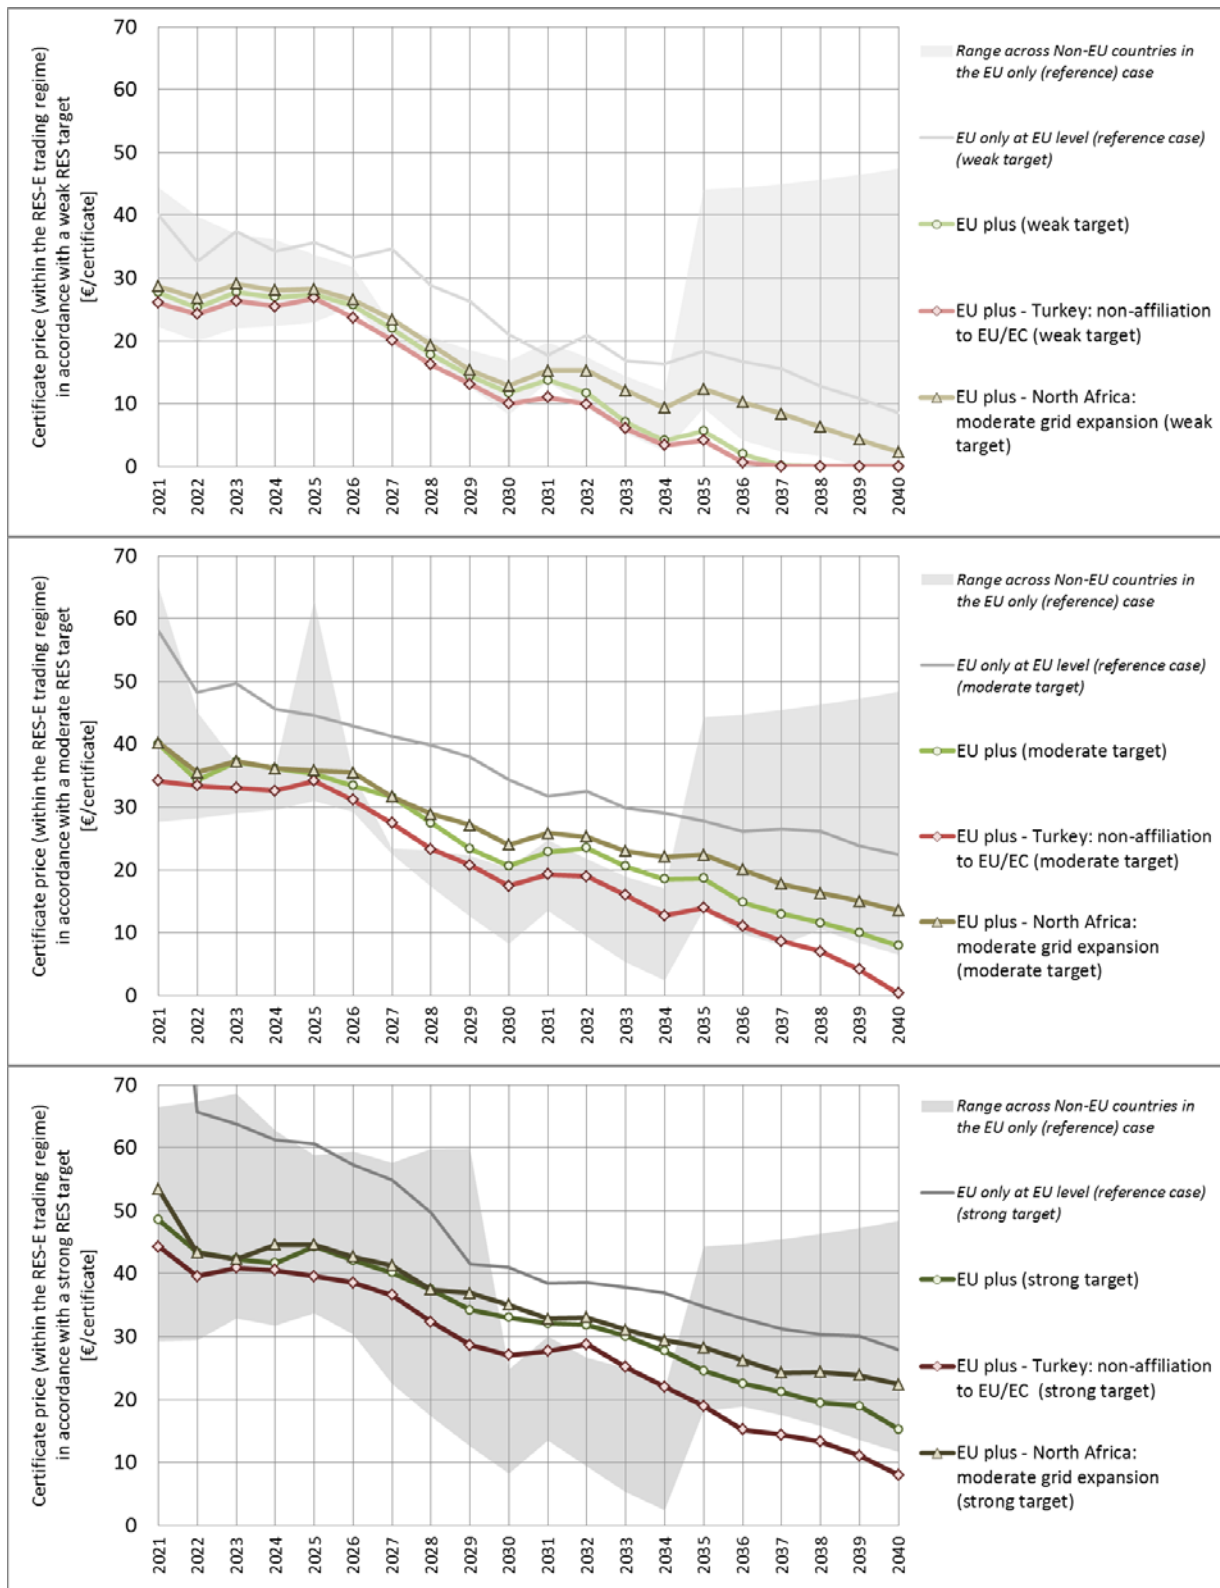 Certificate price (within the RES-E trading regime)
in accordance with a weak RES target
[€/certificate]
70
60
50
40
30
20
10
0
2021
2022
2023
2024
2025
2026
2027
2028
2029
2030
2031
2032
2033
2034
2035
2036
2037
2038
2039
2040
Range across Non-EU countries in
the EU only (reference) case
EU only at EU level (reference case)
(weak target)
EU plus (weak target)
EU plus - Turkey: non-affiliation
to EU/EC (weak target)
EU plus - North Africa:
moderate grid expansion (weak
target)
Certificate price (within the RES-E trading regime)
in accordance with a moderate RES target
[€/certificate]
70
60
50
40
30
20
10
0
2021
2022
2023
2024
2025
2026
2027
2028
2029
2030
2031
2032
2033
2034
2035
2036
2037
2038
2039
2040
Range across Non-EU countries in
the EU only (reference) case
EU only at EU level (reference case)
(moderate target)
EU plus (moderate target)
EU plus - Turkey: non-affiliation
to EU/EC (moderate target)
EU plus - North Africa:
moderate grid expansion
(moderate target)
Certificate price (within the RES-E trading regime)
in accordance with a strong RES target
[€/certificate]
70
60
50
40
30
20
10
0
2021
2022
2023
2024
2025
2026
2027
2028
2029
2030
2031
2032
2033
2034
2035
2036
2037
2038
2039
2040
Range across Non-EU countries in
the EU only (reference) case
EU only at EU level (reference case)
(strong target)
EU plus (strong target)
EU plus - Turkey: non-affiliation
to EU/EC (strong target)
EU plus - North Africa:
moderate grid expansion
(strong target)